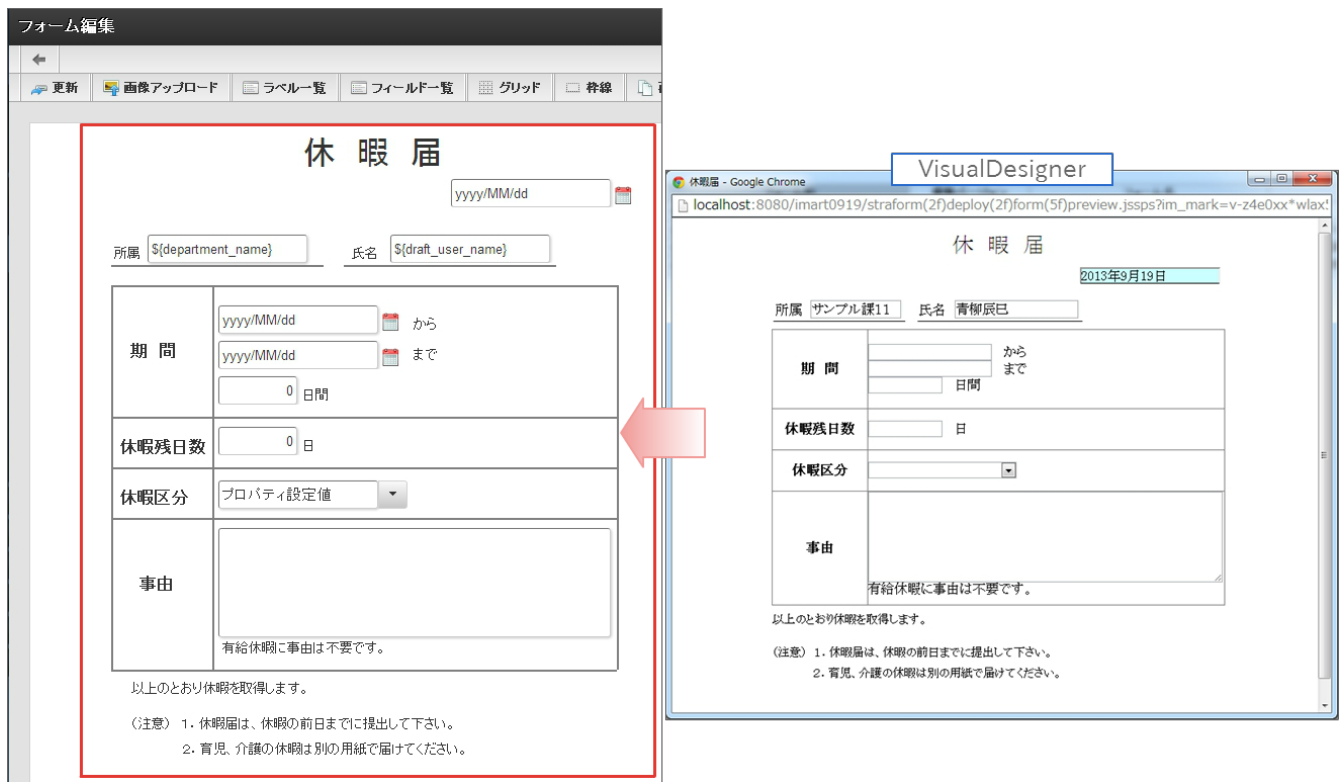 フォーム編集
更新 画像アップロード ラベル一覧 フィールド一覧 グリッド 枠線
休 暇 届
yyyy/MM/dd
所属 ${department_name} 氏名 ${draft_user_name}
期 間
yyyy/MM/dd から
yyyy/MM/dd まで
0 日間
休暇残日数 0 日
休暇区分 プロパティ設定値
事由
有給休暇に事由は不要です。
以上のとおり休暇を取得します。
（注意） 1. 休暇届は、休暇の前日までに提出して下さい。
2. 育児、介護の休暇は別の用紙で届けてください。
VisualDesigner
休暇届 - Google Chrome
localhost:8080/imart0919/straform(2f)deploy(2f)form(5f)preview.jssps?im_mark=v-z4e0xx*wlax
休 暇 届
2013年9月19日
所属 サンプル課11 氏名 青柳辰巳
期 間
から
まで
日間
休暇残日数 日
休暇区分
事由
有給休暇に事由は不要です。
以上のとおり休暇を取得します。
（注意） 1. 休暇届は、休暇の前日までに提出して下さい。
2. 育児、介護の休暇は別の用紙で届けてください。